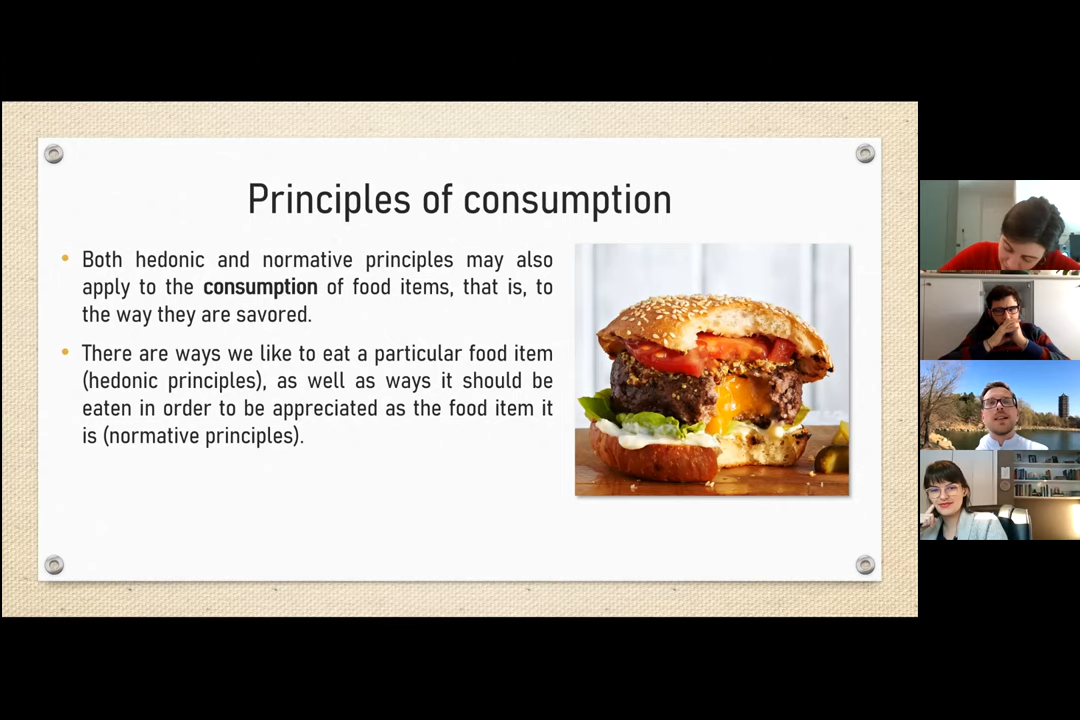 Principles of consumption
• Both hedonic and normative principles may also
apply to the consumption of food items, that is, to
the way they are savored.
• There are ways we like to eat a particular food item
(hedonic principles), as well as ways it should be
eaten in order to be appreciated as the food item it
is (normative principles).